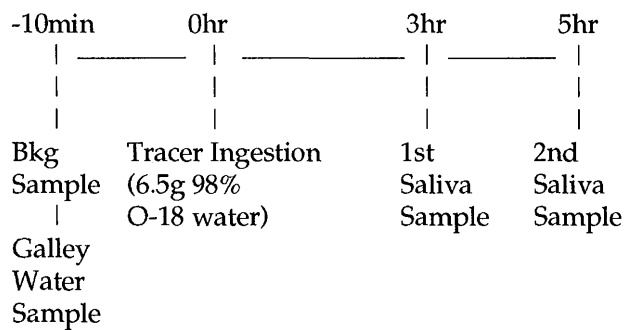 -10min 0hr 3hr 5hr
Bkg Tracer Ingestion 1st 2nd
Sample (6.5g 98% Saliva Saliva
O-18 water) Sample Sample
Galley
Water
Sample